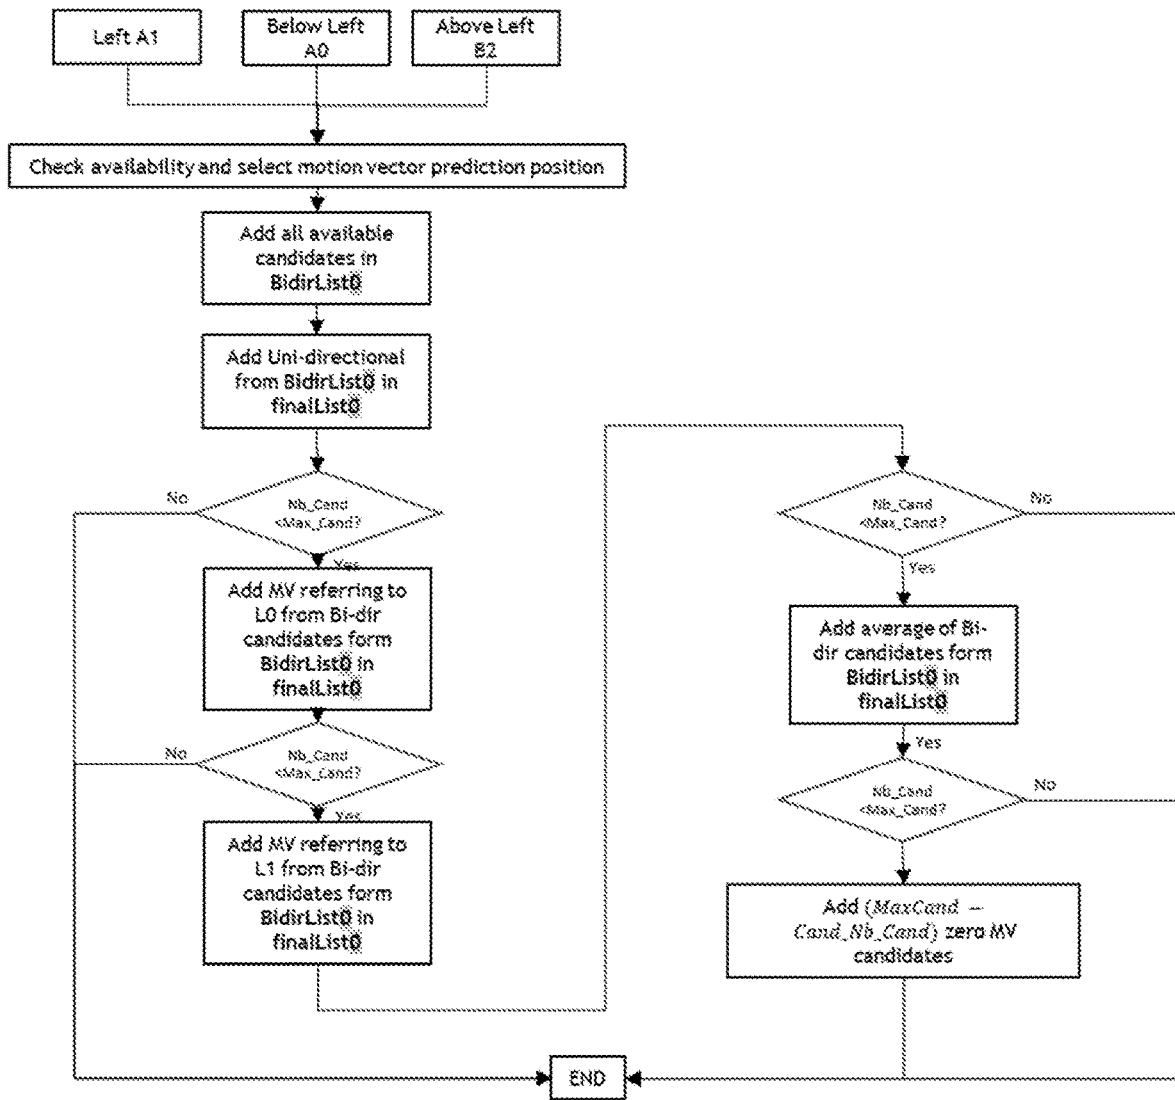 Left A1
Below Left
A0
Above Left
B2
Check availability and select motion vector prediction position
Add all available
candidates in
BidirList0
Add Uni-directional
from BidirList0 in
finalList0
Nb_Cand
<Max_Cand?
No
Yes
Add MV referring to
L0 from Bi-dir
candidates form
BidirList0 in
finalList0
Nb_Cand
<Max_Cand?
No
Yes
Add MV referring to
L1 from Bi-dir
candidates form
BidirList0 in
finalList0
Nb_Cand
<Max_Cand?
No
Yes
Add average of Bi-
dir candidates form
BidirList0 in
finalList0
Yes
Nb_Cand
<Max_Cand?
No
Add (MaxCand −
Cand_Nb_Cand) zero MV
candidates
END